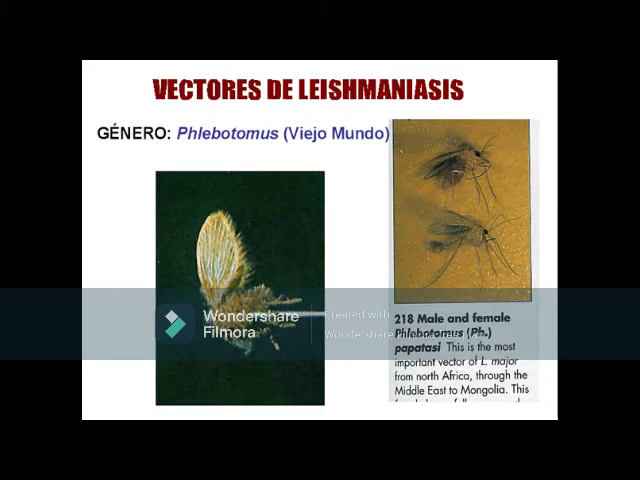 VECTORES DE LEISHMANIASIS
GÉNERO: Phlebotomus (Viejo Mundo)
Wondershare
Filmora
Created with
Wondershare
218 Male and female
Phlebotomus (Ph.)
papatasi This is the most
important vector of L. major
from north Africa, through the
Middle East to Mongolia. This